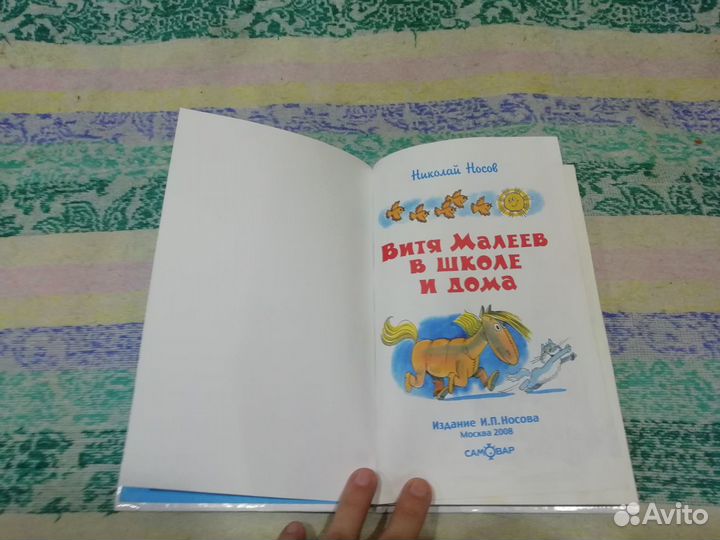 Николай Носов
Витя Малеев
в школе
и дома
Издание И.П.Носова
Москва 2008
САМОВАР
Avito